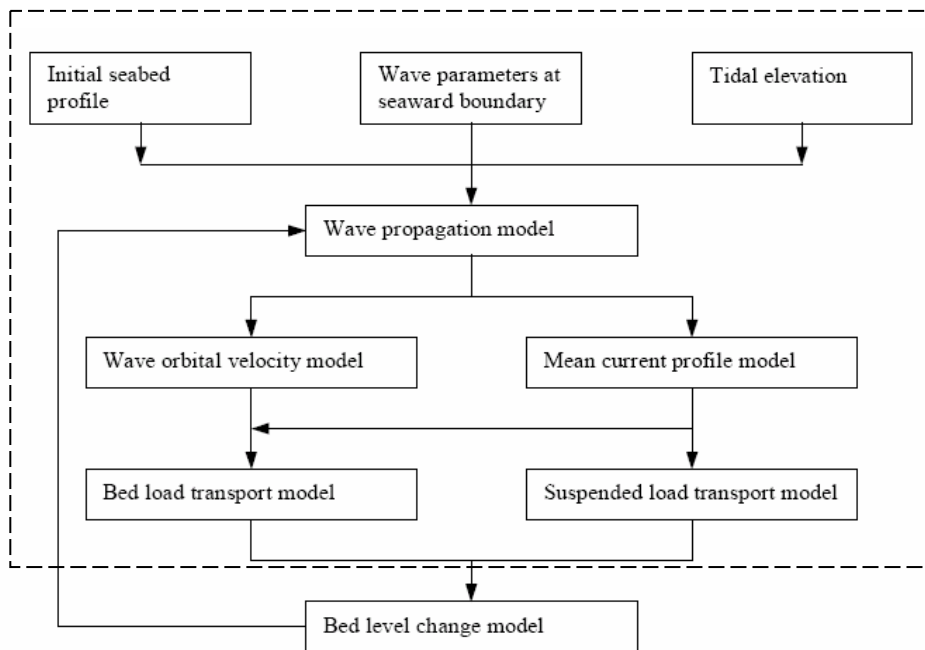 Initial seabed
profile
Wave parameters at
seaward boundary
Tidal elevation
Wave propagation model
Wave orbital velocity model
Mean current profile model
Bed load transport model
Suspended load transport model
Bed level change model